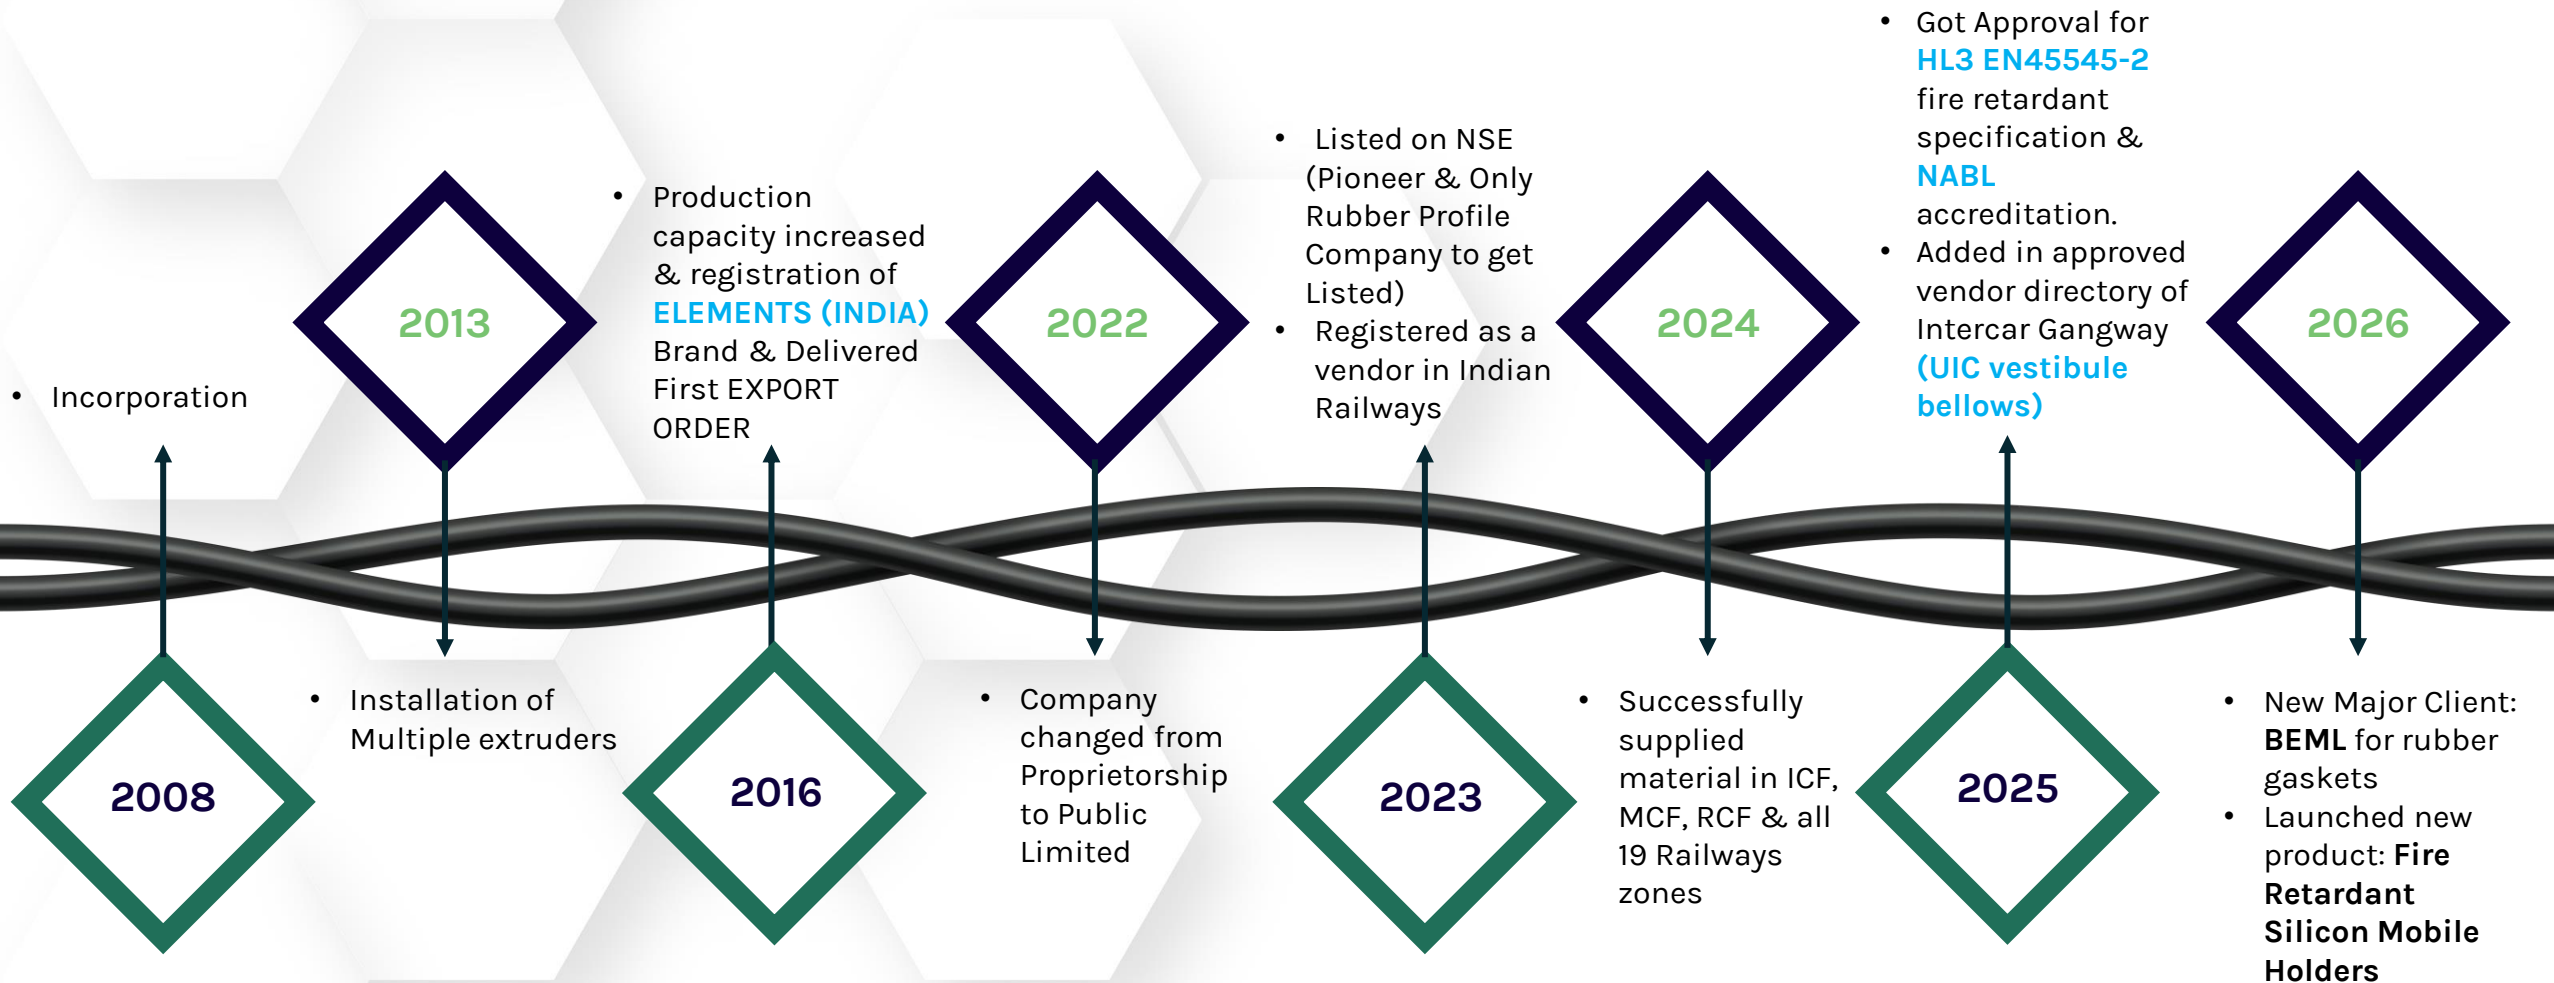 • Incorporation
2008
2013
• Installation of
Multiple extruders
• Production
capacity increased
& registration of
ELEMENTS (INDIA)
Brand & Delivered
First EXPORT
ORDER
2016
2022
• Company
changed from
Proprietorship
to Public
Limited
• Listed on NSE
(Pioneer & Only
Rubber Profile
Company to get
Listed)
• Registered as a
vendor in Indian
Railways
2023
2024
• Successfully
supplied
material in ICF,
MCF, RCF & all
19 Railways
zones
• Got Approval for
HL3 EN45545-2
fire retardant
specification &
NABL
accreditation.
• Added in approved
vendor directory of
Intercar Gangway
(UIC vestibule
bellows)
2025
2026
• New Major Client:
BEML for rubber
gaskets
• Launched new
product: Fire
Retardant
Silicon Mobile
Holders